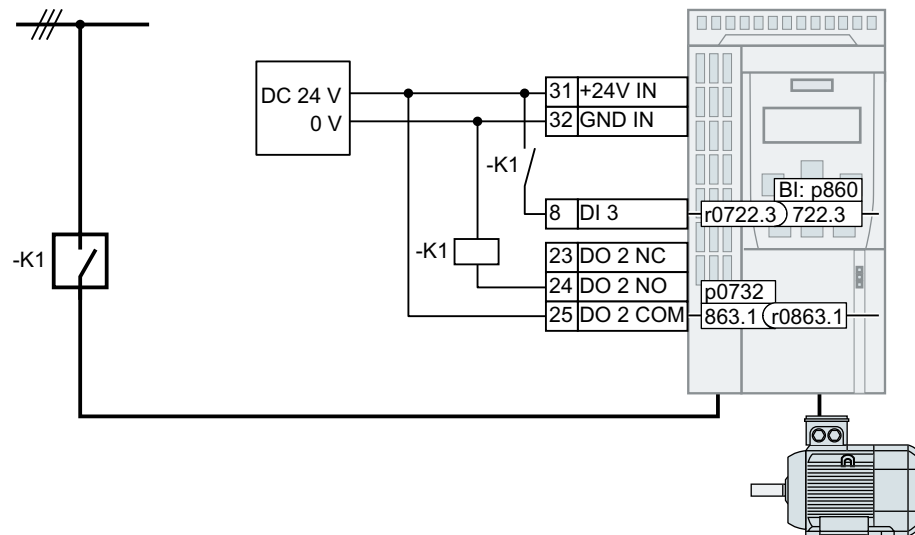 DC 24 V
0 V
31 +24V IN
32 GND IN
-K1
8 DI 3
BI: p860
r0722.3 722.3
-K1
-K1
23 DO 2 NC
24 DO 2 NO
25 DO 2 COM
p0732
863.1 r0863.1